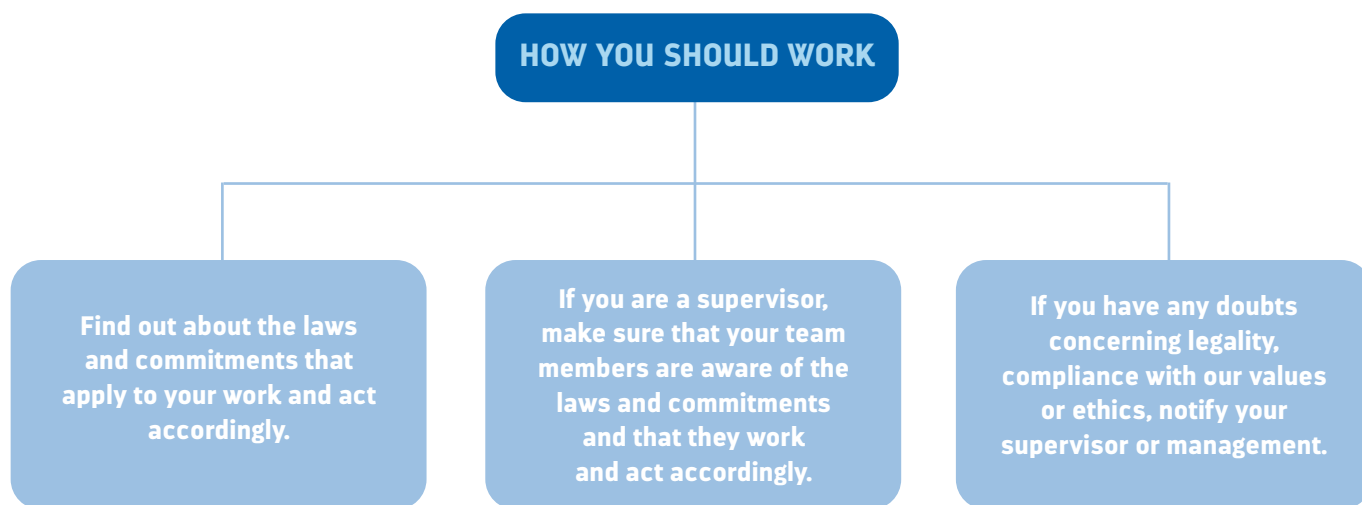 HOW YOU SHOULD WORK
Find out about the laws
and commitments that
apply to your work and act
accordingly.
If you are a supervisor,
make sure that your team
members are aware of the
laws and commitments
and that they work
and act accordingly.
If you have any doubts
concerning legality,
compliance with our values
or ethics, notify your
supervisor or management.